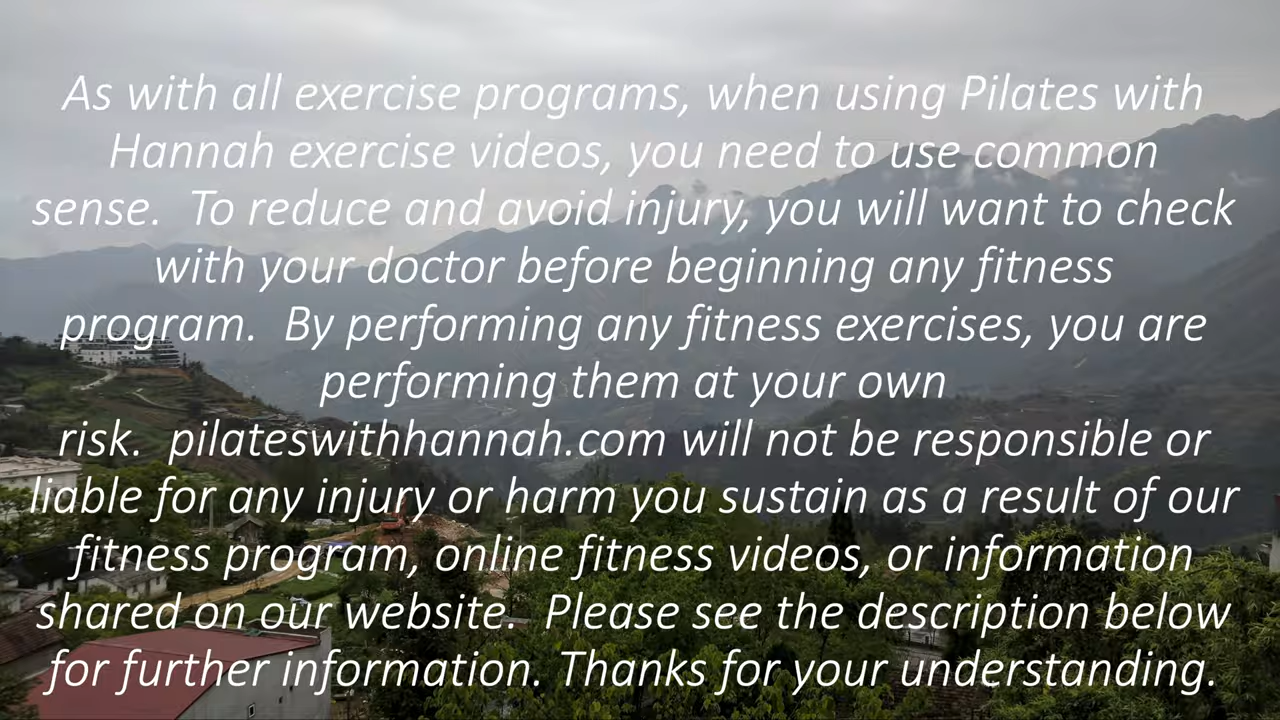 As with all exercise programs, when using Pilates with
Hannah exercise videos, you need to use common
sense.  To reduce and avoid injury, you will want to check
with your doctor before beginning any fitness
program.  By performing any fitness exercises, you are
performing them at your own
risk.  pilateswithhannah.com will not be responsible or
liable for any injury or harm you sustain as a result of our
fitness program, online fitness videos, or information
shared on our website.  Please see the description below
for further information. Thanks for your understanding.